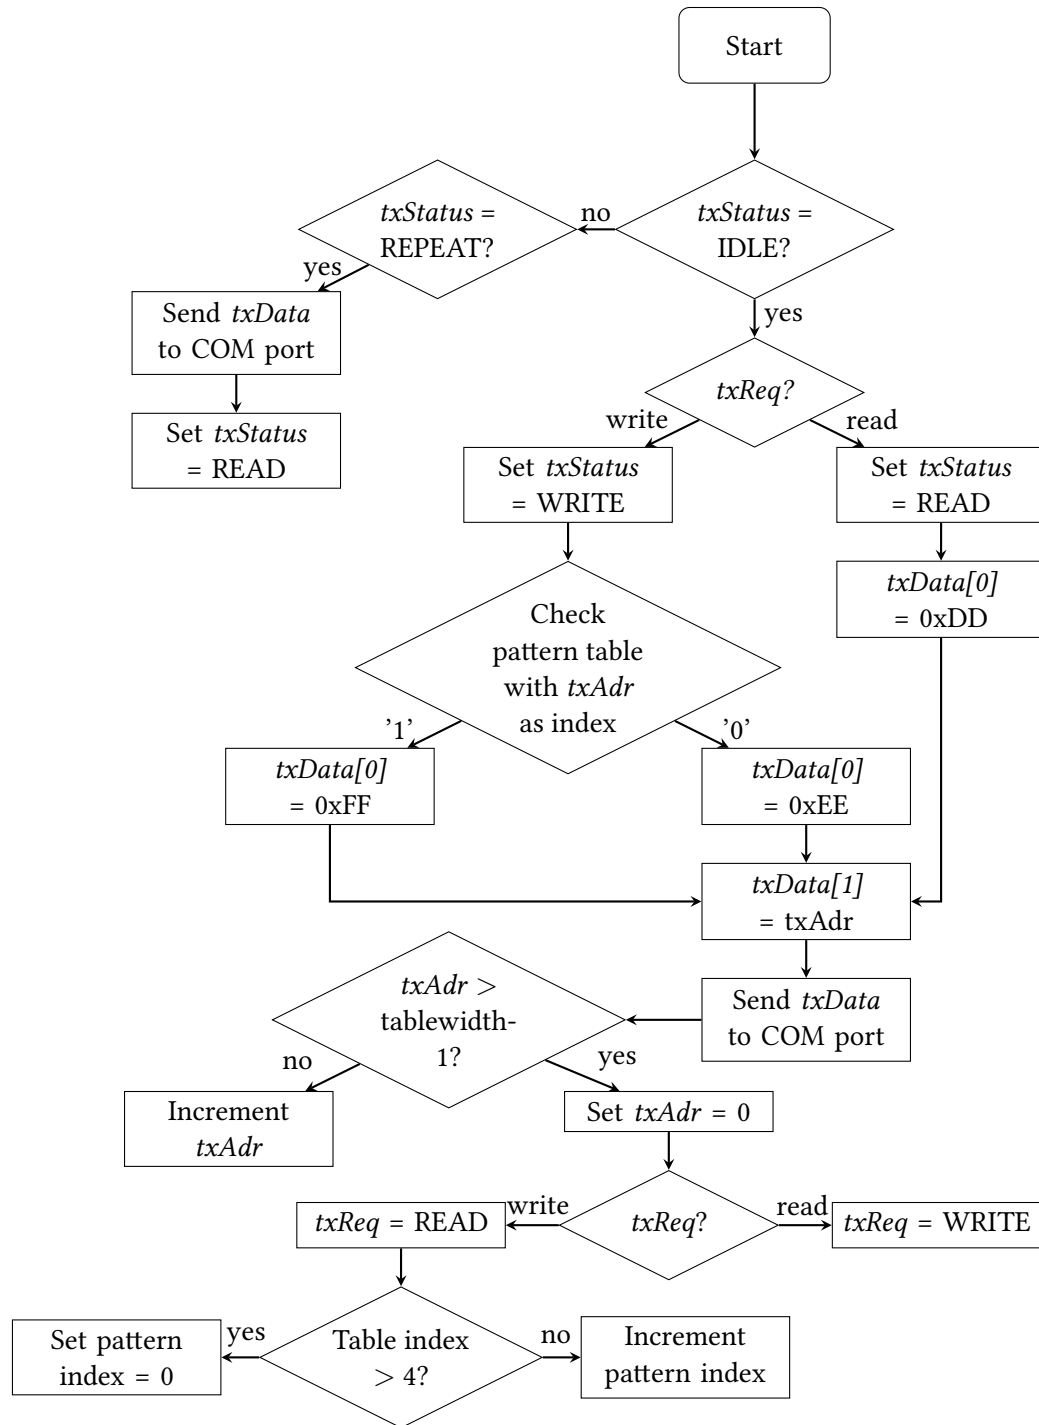 Start
txStatus =
REPEAT?
no
txStatus =
IDLE?
yes
yes
Send txData
to COM port
txReq?
write
read
Set txStatus
= READ
Set txStatus
= WRITE
Set txStatus
= READ
Check
pattern table
with txAdr
as index
txData[0]
= 0xDD
'1'
'0'
txData[0]
= 0xFF
txData[0]
= 0xEE
txData[1]
= txAdr
txAdr >
tablewidth-
1?
Send txData
to COM port
no
yes
Increment
txAdr
Set txAdr = 0
txReq = READ
write
txReq?
read
txReq = WRITE
Set pattern
index = 0
yes
Table index
> 4?
no
Increment
pattern index